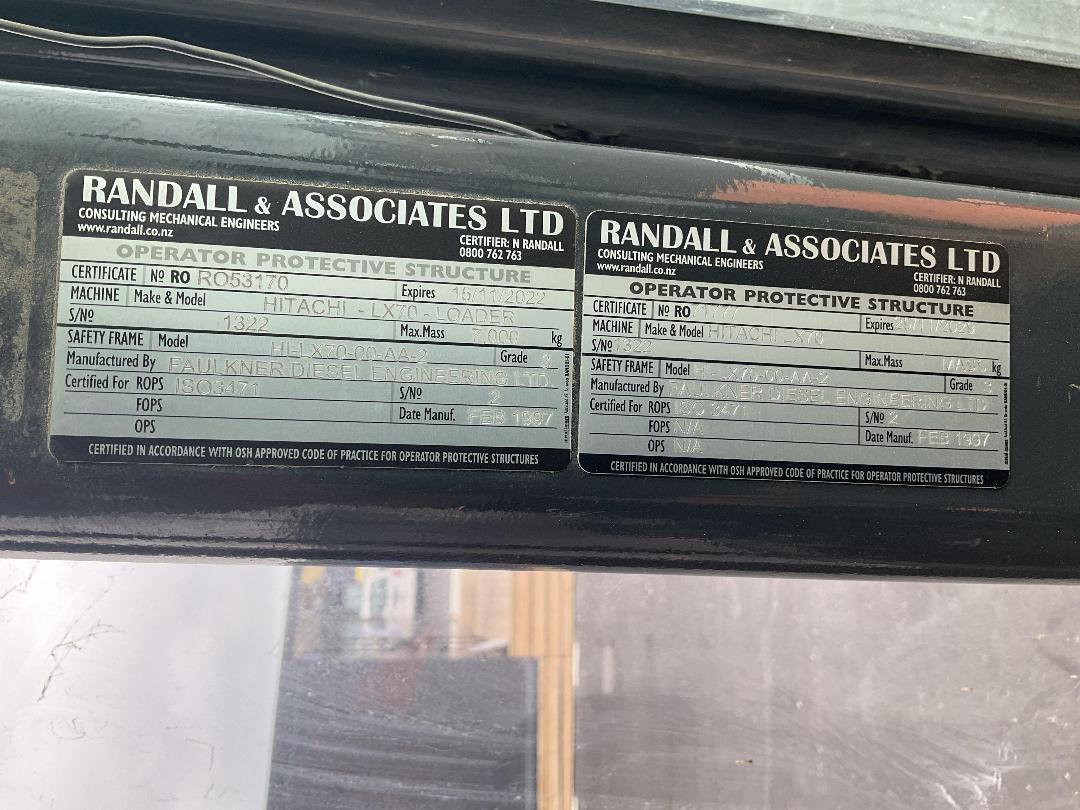 RANDALL & ASSOCIATES LTD
CONSULTING MECHANICAL ENGINEERS
www.randall.co.nz
CERTIFIER: N RANDALL
0800 762 763
OPERATOR PROTECTIVE STRUCTURE
CERTIFICATE Nº RO RO53170 Expires 15/11/2022
MACHINE Make & Model HITACHI - LX70 - LOADER
S/Nº 1322 Max.Mass 7,000 kg
SAFETY FRAME Model HI-LX70-00-AA-2 Grade 3
Manufactured By FAULKNER DIESEL ENGINEERING LTD.
Certified For ROPS ISO3471 S/Nº 2
FOPS Date Manuf. FEB 1997
OPS
CERTIFIED IN ACCORDANCE WITH OSH APPROVED CODE OF PRACTICE FOR OPERATOR PROTECTIVE STRUCTURES
RANDALL & ASSOCIATES LTD
CONSULTING MECHANICAL ENGINEERS
www.randall.co.nz
CERTIFIER: N RANDALL
0800 762 763
OPERATOR PROTECTIVE STRUCTURE
CERTIFICATE Nº RO Expires
MACHINE Make & Model HITACHI LX70
S/Nº 1322 Max.Mass kg
SAFETY FRAME Model HI-LX70-00-AA-2 Grade 3
Manufactured By FAULKNER DIESEL ENGINEERING LTD
Certified For ROPS ISO 3471 S/Nº 2
FOPS N/A Date Manuf. FEB 1997
OPS N/A
CERTIFIED IN ACCORDANCE WITH OSH APPROVED CODE OF PRACTICE FOR OPERATOR PROTECTIVE STRUCTURES